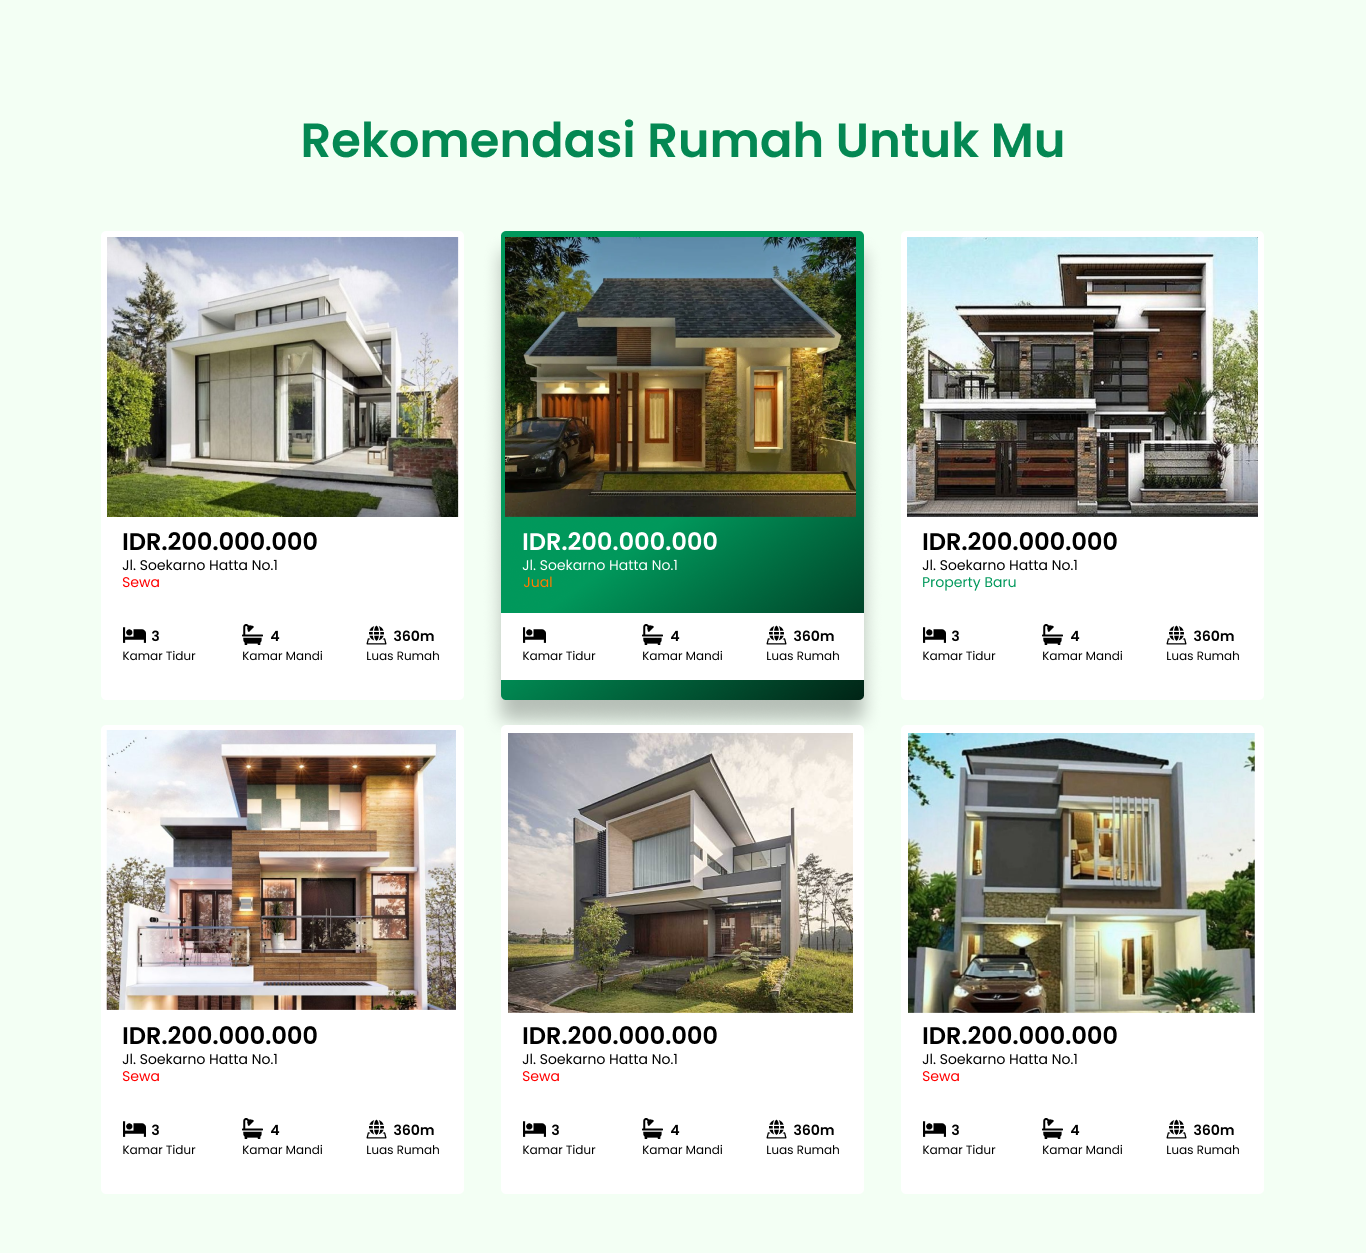 Rekomendasi Rumah Untuk Mu
IDR.200.000.000
Jl. Soekarno Hatta No.1
Sewa
3
4
360m
Kamar Tidur
Kamar Mandi
Luas Rumah
IDR.200.000.000
Jl. Soekarno Hatta No.1
Jual
4
360m
Kamar Tidur
Kamar Mandi
Luas Rumah
IDR.200.000.000
Jl. Soekarno Hatta No.1
Property Baru
3
4
360m
Kamar Tidur
Kamar Mandi
Luas Rumah
IDR.200.000.000
Jl. Soekarno Hatta No.1
Sewa
3
4
360m
Kamar Tidur
Kamar Mandi
Luas Rumah
IDR.200.000.000
Jl. Soekarno Hatta No.1
Sewa
3
4
360m
Kamar Tidur
Kamar Mandi
Luas Rumah
IDR.200.000.000
Jl. Soekarno Hatta No.1
Sewa
3
4
360m
Kamar Tidur
Kamar Mandi
Luas Rumah